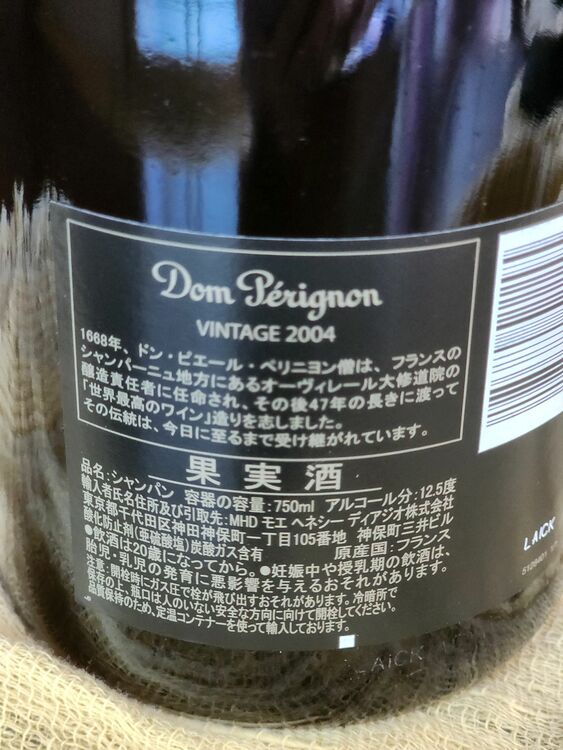 Dom Pérignon
VINTAGE 2004
1668年、ドン・ピエール・ペリニヨン僧は、フランスの
シャンパーニュ地方にあるオーヴィレール大修道院の
醸造責任者に任命され、その後47年の長きに渡って
「世界最高のワイン」造りを志しました。
その伝統は、今日に至るまで受け継がれています。
果実酒
品名:シャンパン 容器の容量:750ml アルコール分:12.5度
輸入者氏名住所及び引取先:MHD モエ ヘネシー ディアジオ株式会社
東京都千代田区神田神保町一丁目105番地 神保町三井ビル
酸化防止剤(亜硫酸塩)炭酸ガス含有 原産国:フランス
●飲酒は20歳になってから。●妊娠中や授乳期の飲酒は、
胎児・乳児の発育に悪影響を与えるおそれがあります。
注意:開栓時にガス圧で栓が飛び出すおそれがあります。冷暗所で
保存の上、瓶口は人のいない安全な方向に向けて開栓してください。
品質保持のため、定温コンテナーを使って輸入しております。
LAICK
5128401
LAICK